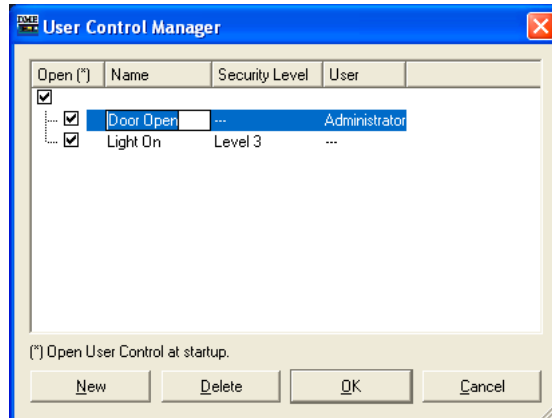 DME User Control Manager
Open (*) Name Security Level User
Door Open --- Administrator
Light On Level 3 ---
(*) Open User Control at startup.
New Delete OK Cancel